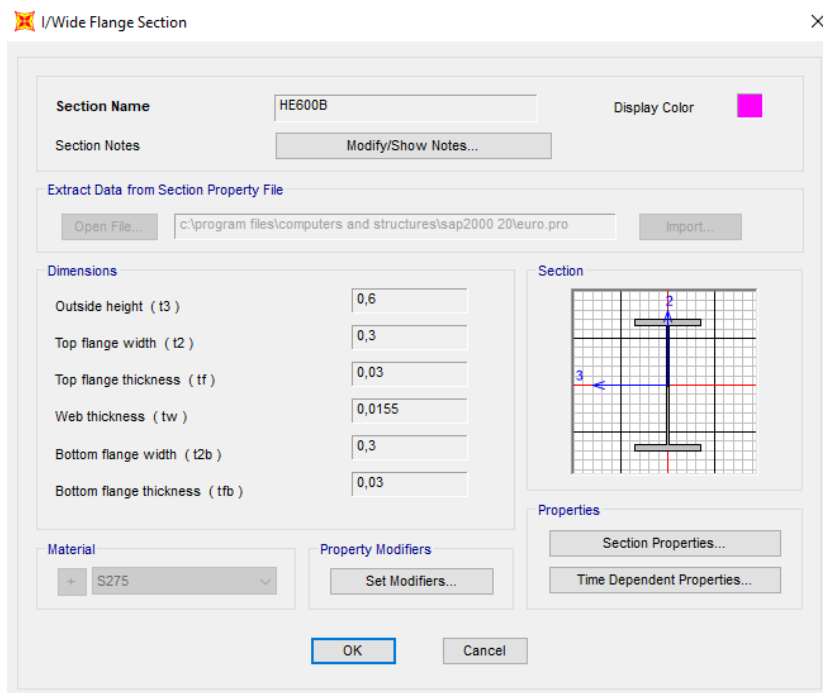 I/Wide Flange Section
Section Name HE600B Display Color
Section Notes Modify/Show Notes...
Extract Data from Section Property File
Open File... c:\program files\computers and structures\sap2000 20\euro.pro Import...
Dimensions
Outside height ( t3 ) 0,6
Top flange width ( t2 ) 0,3
Top flange thickness ( tf ) 0,03
Web thickness ( tw ) 0,0155
Bottom flange width ( t2b ) 0,3
Bottom flange thickness ( tfb ) 0,03
Section
2
3
Material
+ S275
Property Modifiers
Set Modifiers...
Properties
Section Properties...
Time Dependent Properties...
OK Cancel